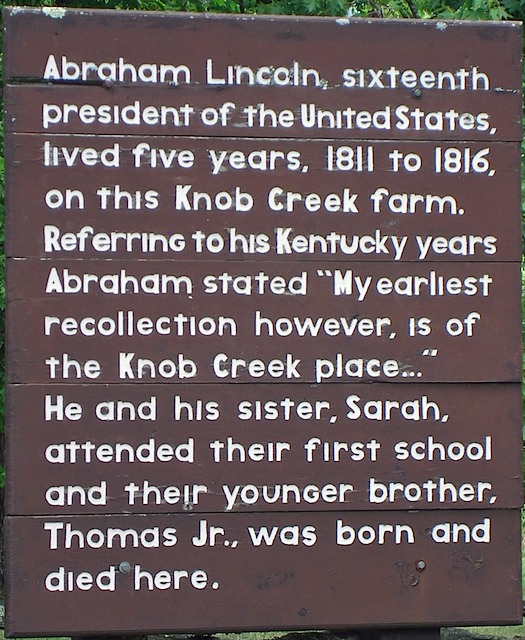 Abraham Lincoln, sixteenth
president of the United States,
lived five years, 1811 to 1816,
on this Knob Creek farm.
Referring to his Kentucky years
Abraham stated "My earliest
recollection however, is of
the Knob Creek place..."
He and his sister, Sarah,
attended their first school
and their younger brother,
Thomas Jr., was born and
died here.